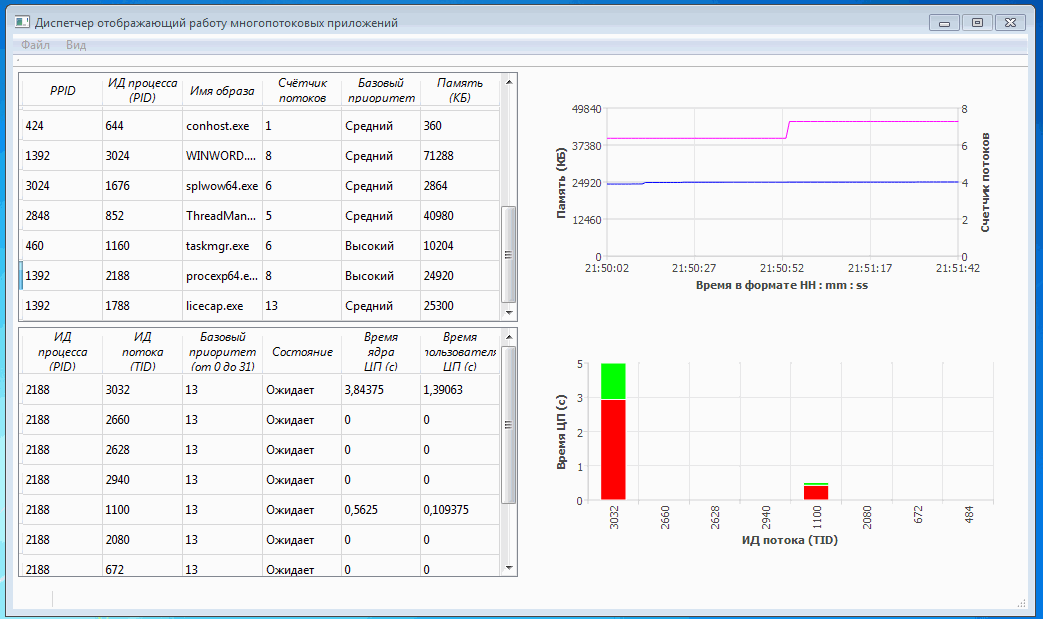 Диспетчер отображающий работу многопотоковых приложений
Файл Вид
PPID ИД процесса (PID) Имя образа Счётчик потоков Базовый приоритет Память (КБ)
424 644 conhost.exe 1 Средний 360
1392 3024 WINWORD.... 8 Средний 71288
3024 1676 splwow64.exe 6 Средний 2864
2848 852 ThreadMan... 5 Средний 40980
460 1160 taskmgr.exe 6 Высокий 10204
1392 2188 procexp64.e... 8 Высокий 24920
1392 1788 licecap.exe 13 Средний 25300
ИД процесса (PID) ИД потока (TID) Базовый приоритет (от 0 до 31) Состояние Время ядра ЦП (с) Время ользовател ЦП (с)
2188 3032 13 Ожидает 3,84375 1,39063
2188 2660 13 Ожидает 0 0
2188 2628 13 Ожидает 0 0
2188 2940 13 Ожидает 0 0
2188 1100 13 Ожидает 0,5625 0,109375
2188 2080 13 Ожидает 0 0
2188 672 13 Ожидает 0 0
Память (КБ)
49840
37380
24920
12460
0
8
6
4
2
0
Счетчик потоков
21:50:02 21:50:27 21:50:52 21:51:17 21:51:42
Время в формате HH : mm : ss
Время ЦП (с)
5
3
2
1
0
3032 2660 2628 2940 1100 2080 672 484
ИД потока (TID)